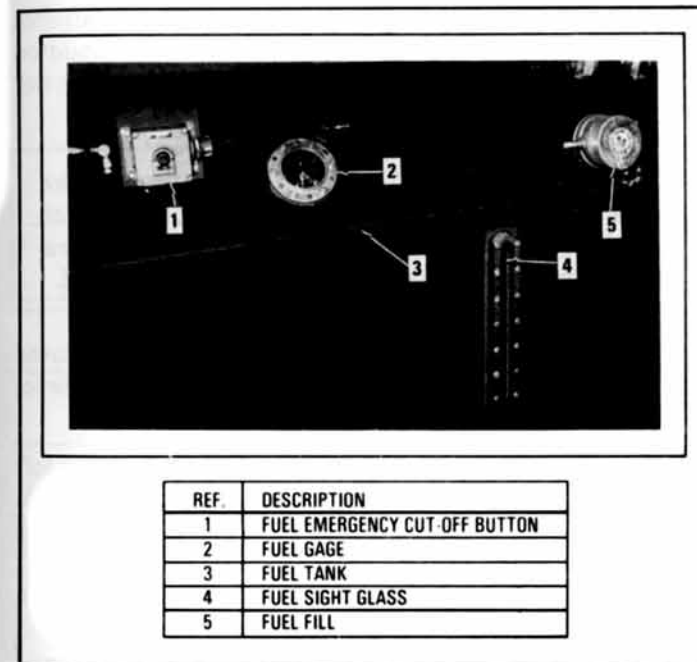 1
2
3
4
5
REF. DESCRIPTION
1 FUEL EMERGENCY CUT-OFF BUTTON
2 FUEL GAGE
3 FUEL TANK
4 FUEL SIGHT GLASS
5 FUEL FILL